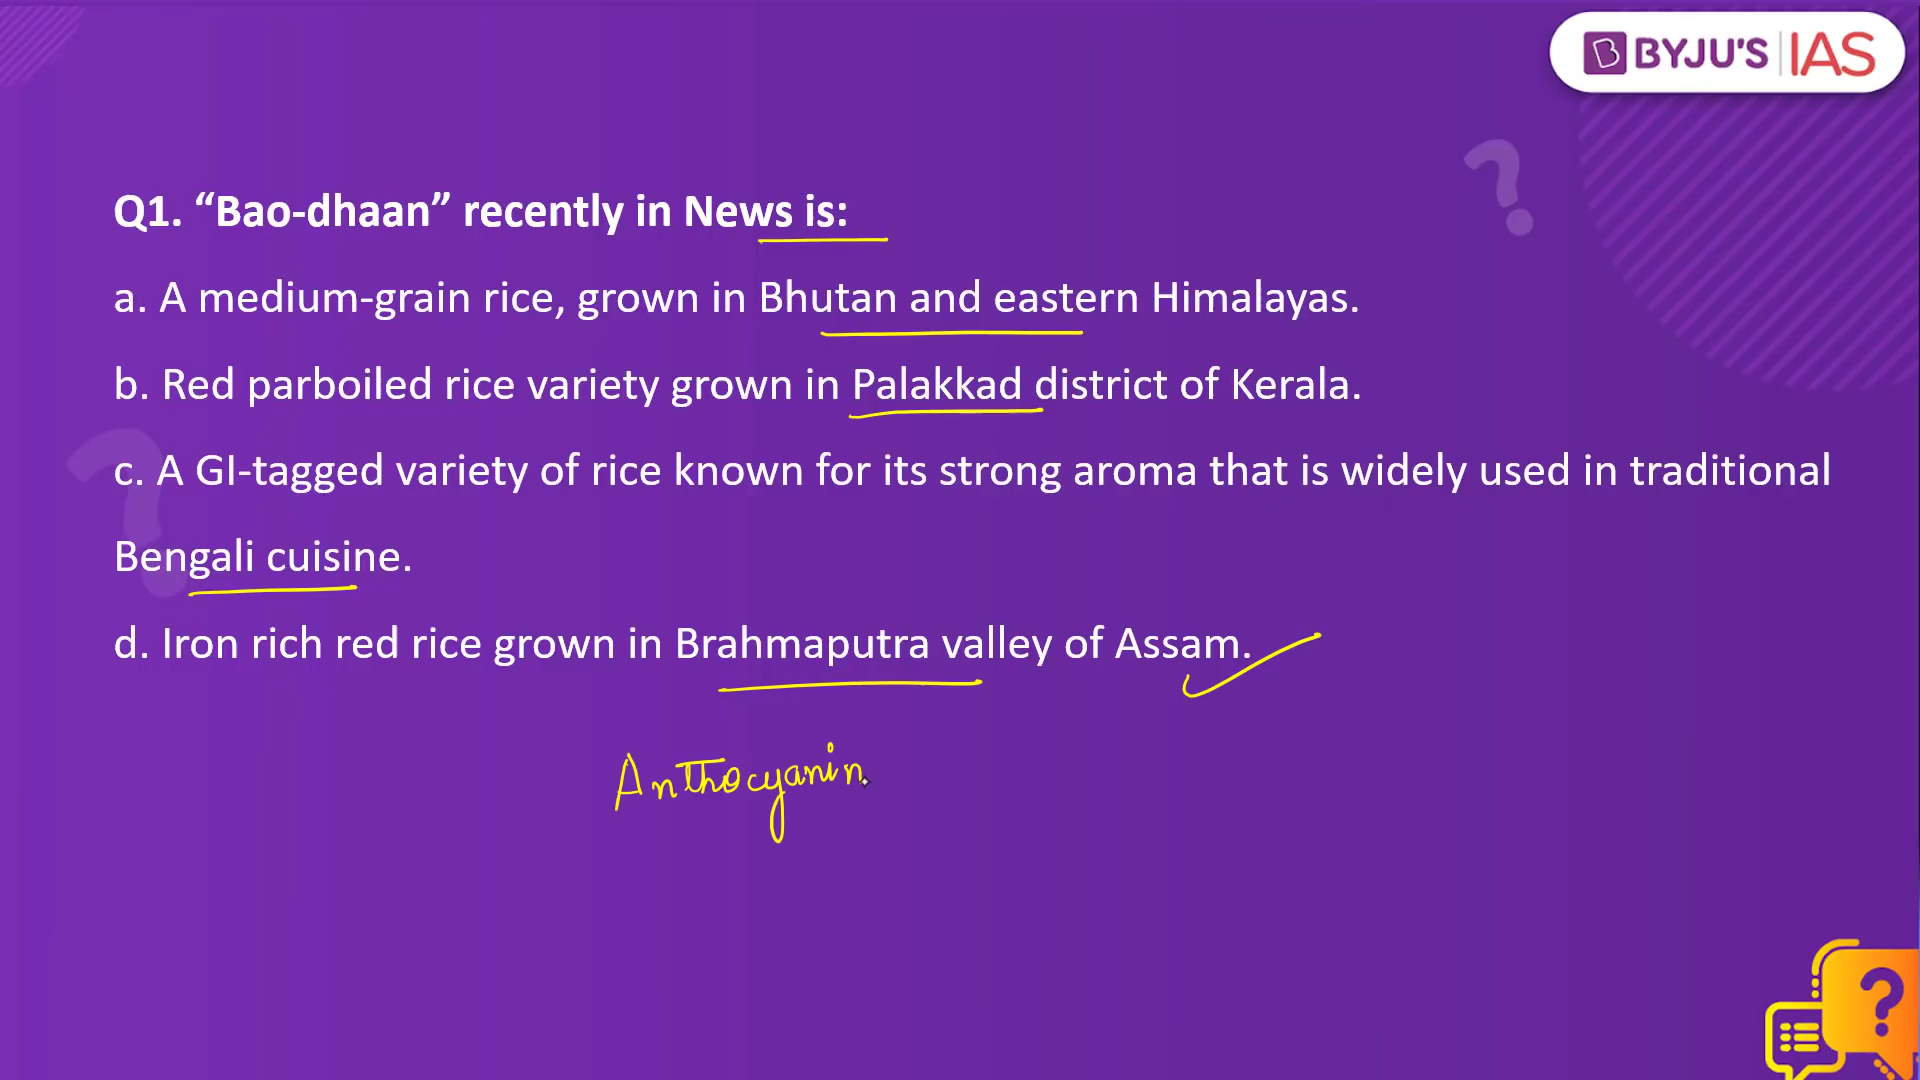 BYJU'S IAS
Q1. “Bao-dhaan” recently in News is:
a. A medium-grain rice, grown in Bhutan and eastern Himalayas.
b. Red parboiled rice variety grown in Palakkad district of Kerala.
c. A GI-tagged variety of rice known for its strong aroma that is widely used in traditional
Bengali cuisine.
d. Iron rich red rice grown in Brahmaputra valley of Assam.
Anthocyanin